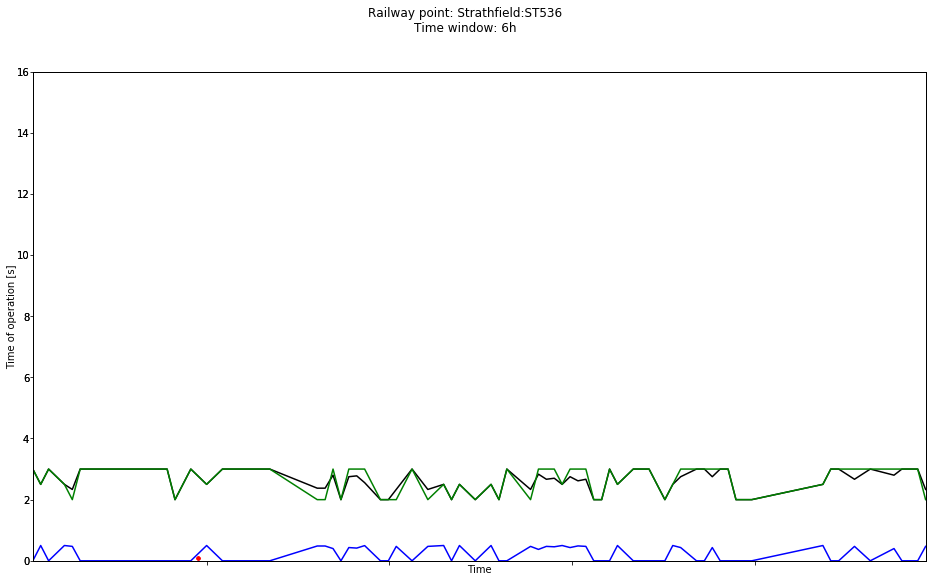 Railway point: Strathfield:ST536
Time window: 6h
16
14
12
10
8
6
4
2
0
Time of operation [s]
Time